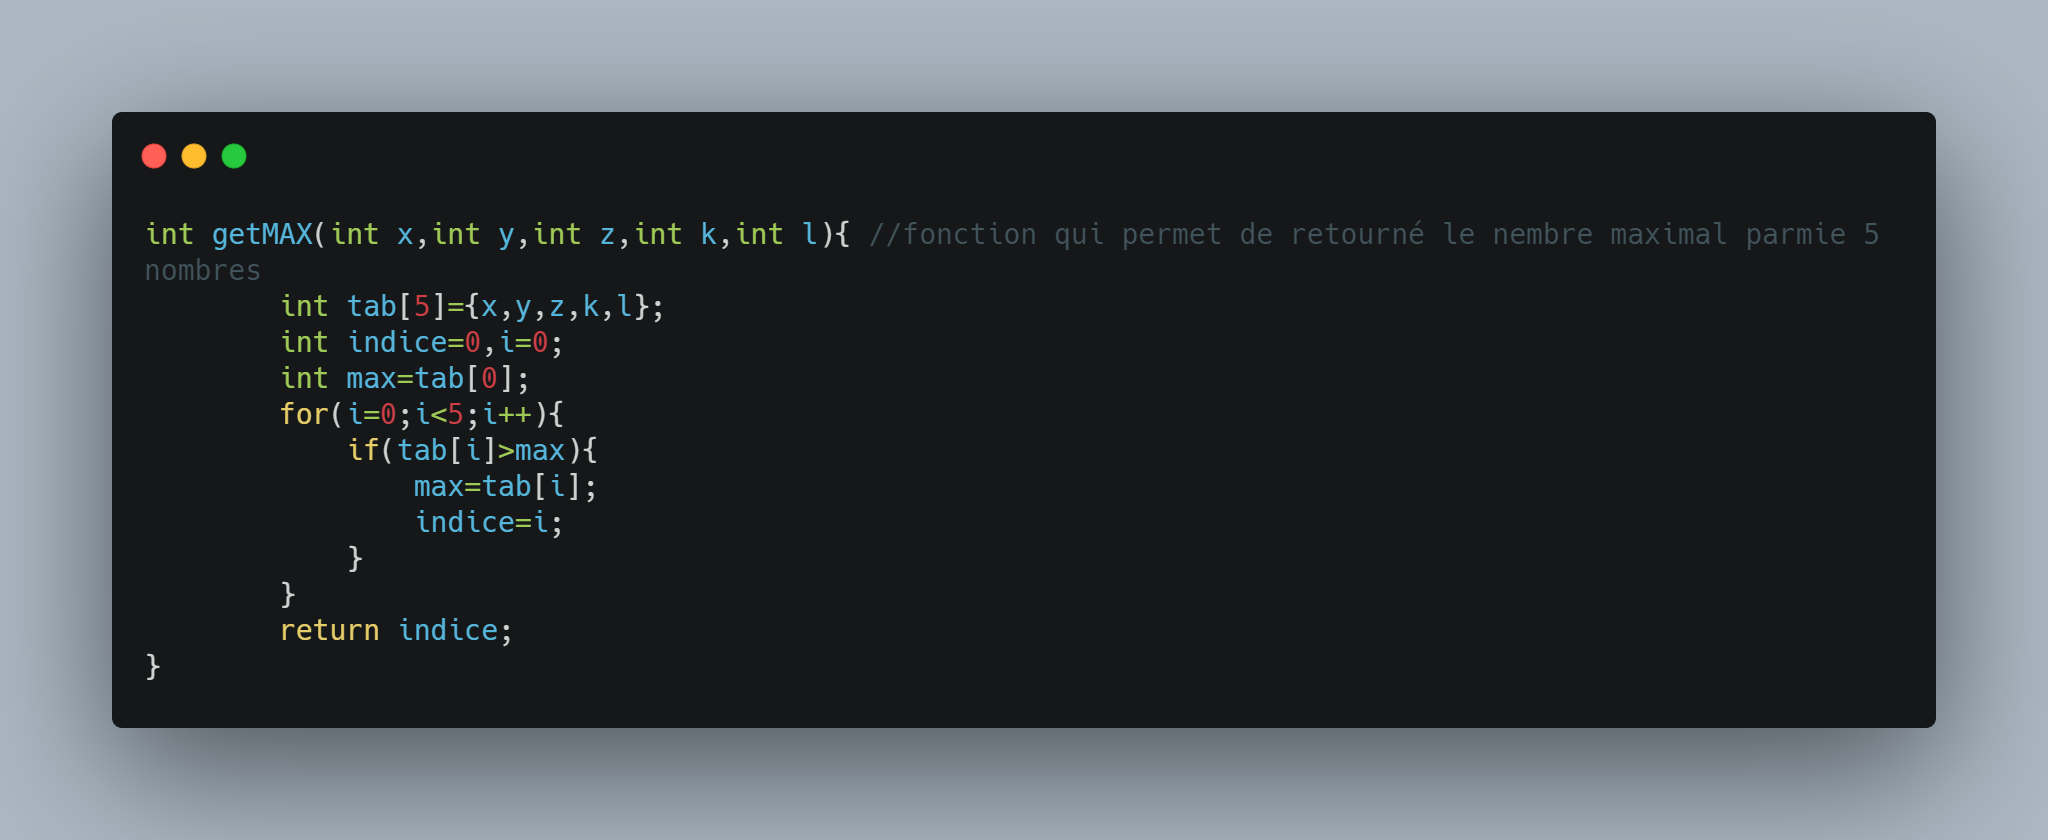 int getMAX(int x,int y,int z,int k,int l){ //fonction qui permet de retourné le nembre maximal parmie 5
nombres
        int tab[5]={x,y,z,k,l};
        int indice=0,i=0;
        int max=tab[0];
        for(i=0;i<5;i++){
            if(tab[i]>max){
                max=tab[i];
                indice=i;
            }
        }
        return indice;
}